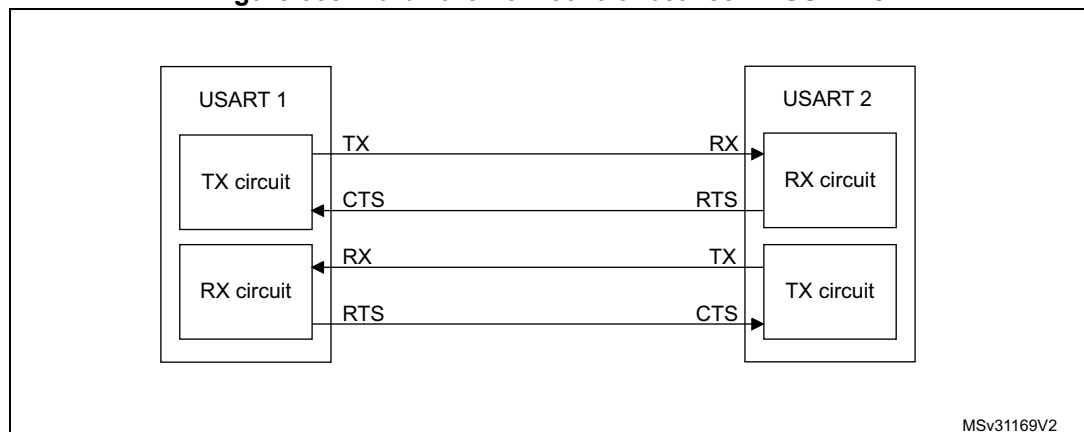 USART 1
USART 2
TX circuit
TX
RX
RX circuit
CTS
RTS
RX circuit
RX
TX
TX circuit
RTS
CTS
MSv31169V2